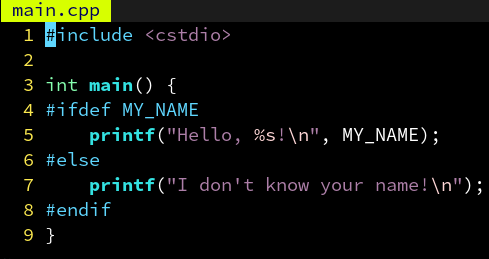 main.cpp
1 #include <cstdio>
2
3 int main() {
4 #ifdef MY_NAME
5     printf("Hello, %s!\n", MY_NAME);
6 #else
7     printf("I don't know your name!\n");
8 #endif
9 }